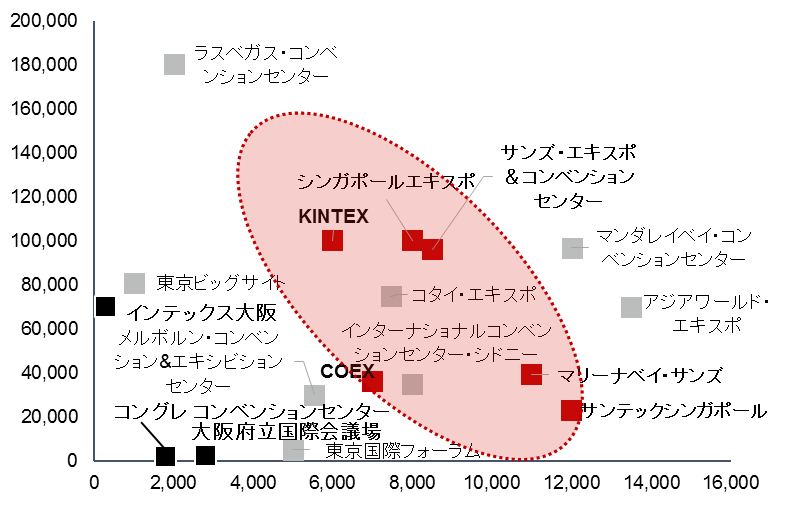 200,000
180,000
160,000
140,000
120,000
100,000
80,000
60,000
40,000
20,000
0
ラスベガス・コンベ
ンションセンター
サンズ・エキスポ
＆コンベンション
センター
シンガポールエキスポ
KINTEX
マンダレイベイ・コン
ベンションセンター
東京ビッグサイト
コタイ・エキスポ
アジアワールド・
エキスポ
インテックス大阪
メルボルン・コンベン
ション&エキシビション
センター
インターナショナルコンベン
ションセンター・シドニー
COEX
マリーナベイ・サンズ
コングレ コンベンションセンター
サンテックシンガポール
大阪府立国際会議場
東京国際フォーラム
0
2,000
4,000
6,000
8,000
10,000
12,000
14,000
16,000